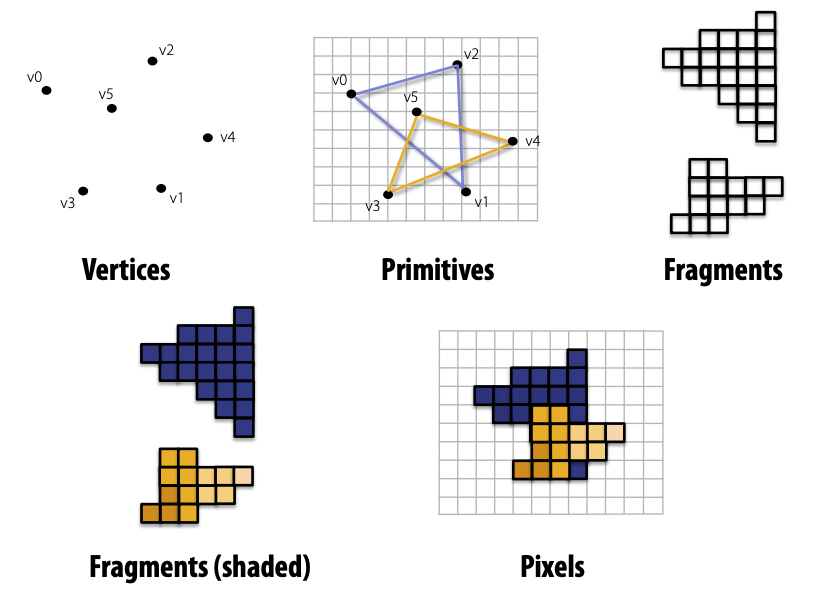 v2
v0
v5
v4
v3
v1
Vertices
v2
v0
v5
v4
v3
v1
Primitives
Fragments
Fragments (shaded)
Pixels